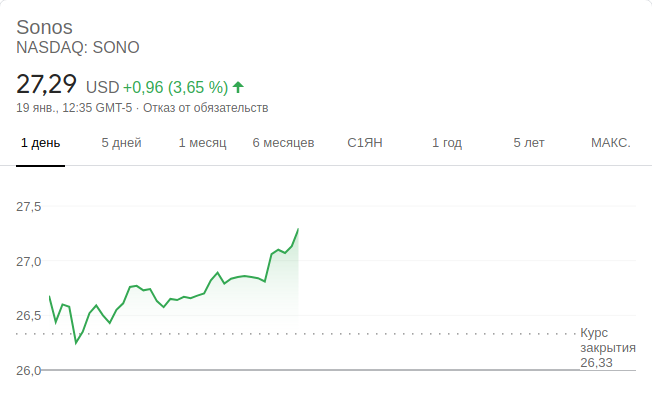 Sonos
NASDAQ: SONO
27,29 USD +0,96 (3,65 %)
19 янв., 12:35 GMT-5 · Отказ от обязательств
1 день 5 дней 1 месяц 6 месяцев С1ЯН 1 год 5 лет МАКС.
27,5
27,0
26,5
Курс
закрытия
26,33
26,0